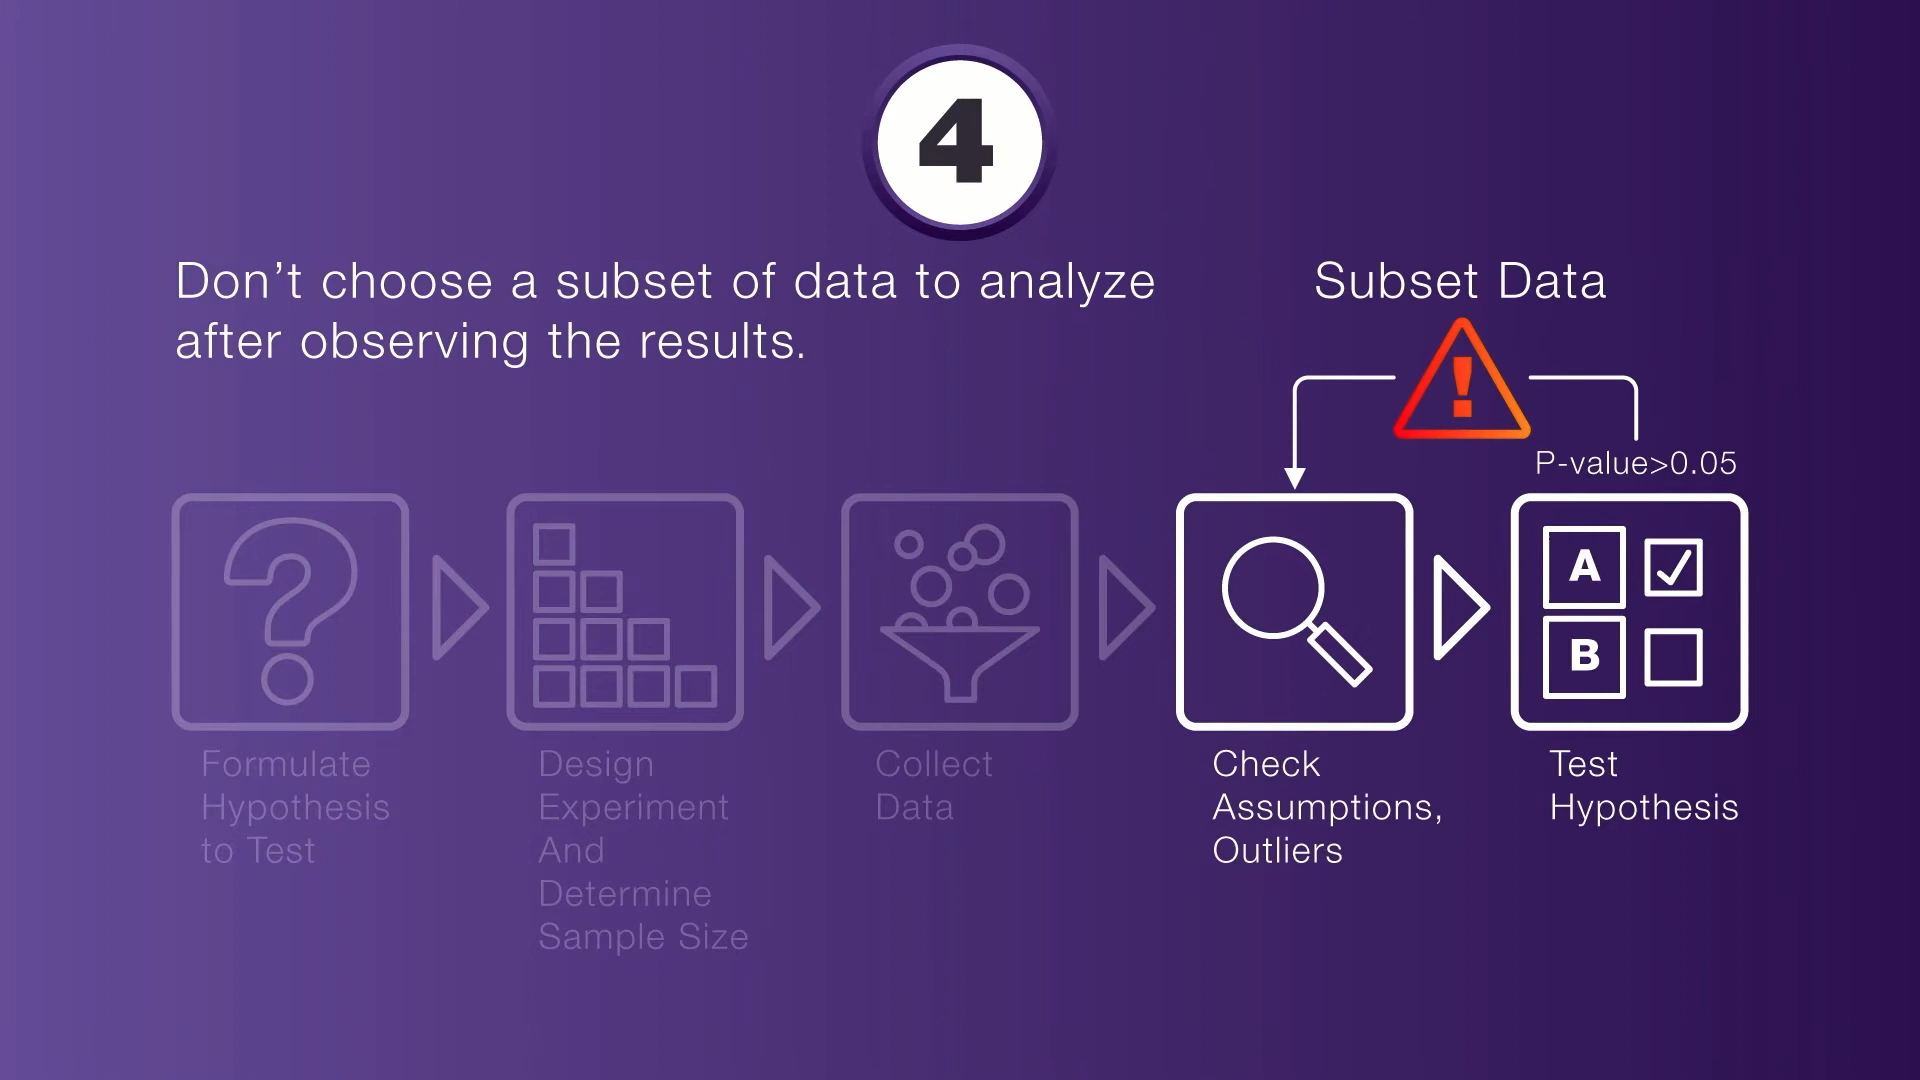 4
Don’t choose a subset of data to analyze
after observing the results.
Subset Data
!
P-value>0.05
A
B
Formulate
Hypothesis
to Test
Design
Experiment
And
Determine
Sample Size
Collect
Data
Check
Assumptions,
Outliers
Test
Hypothesis